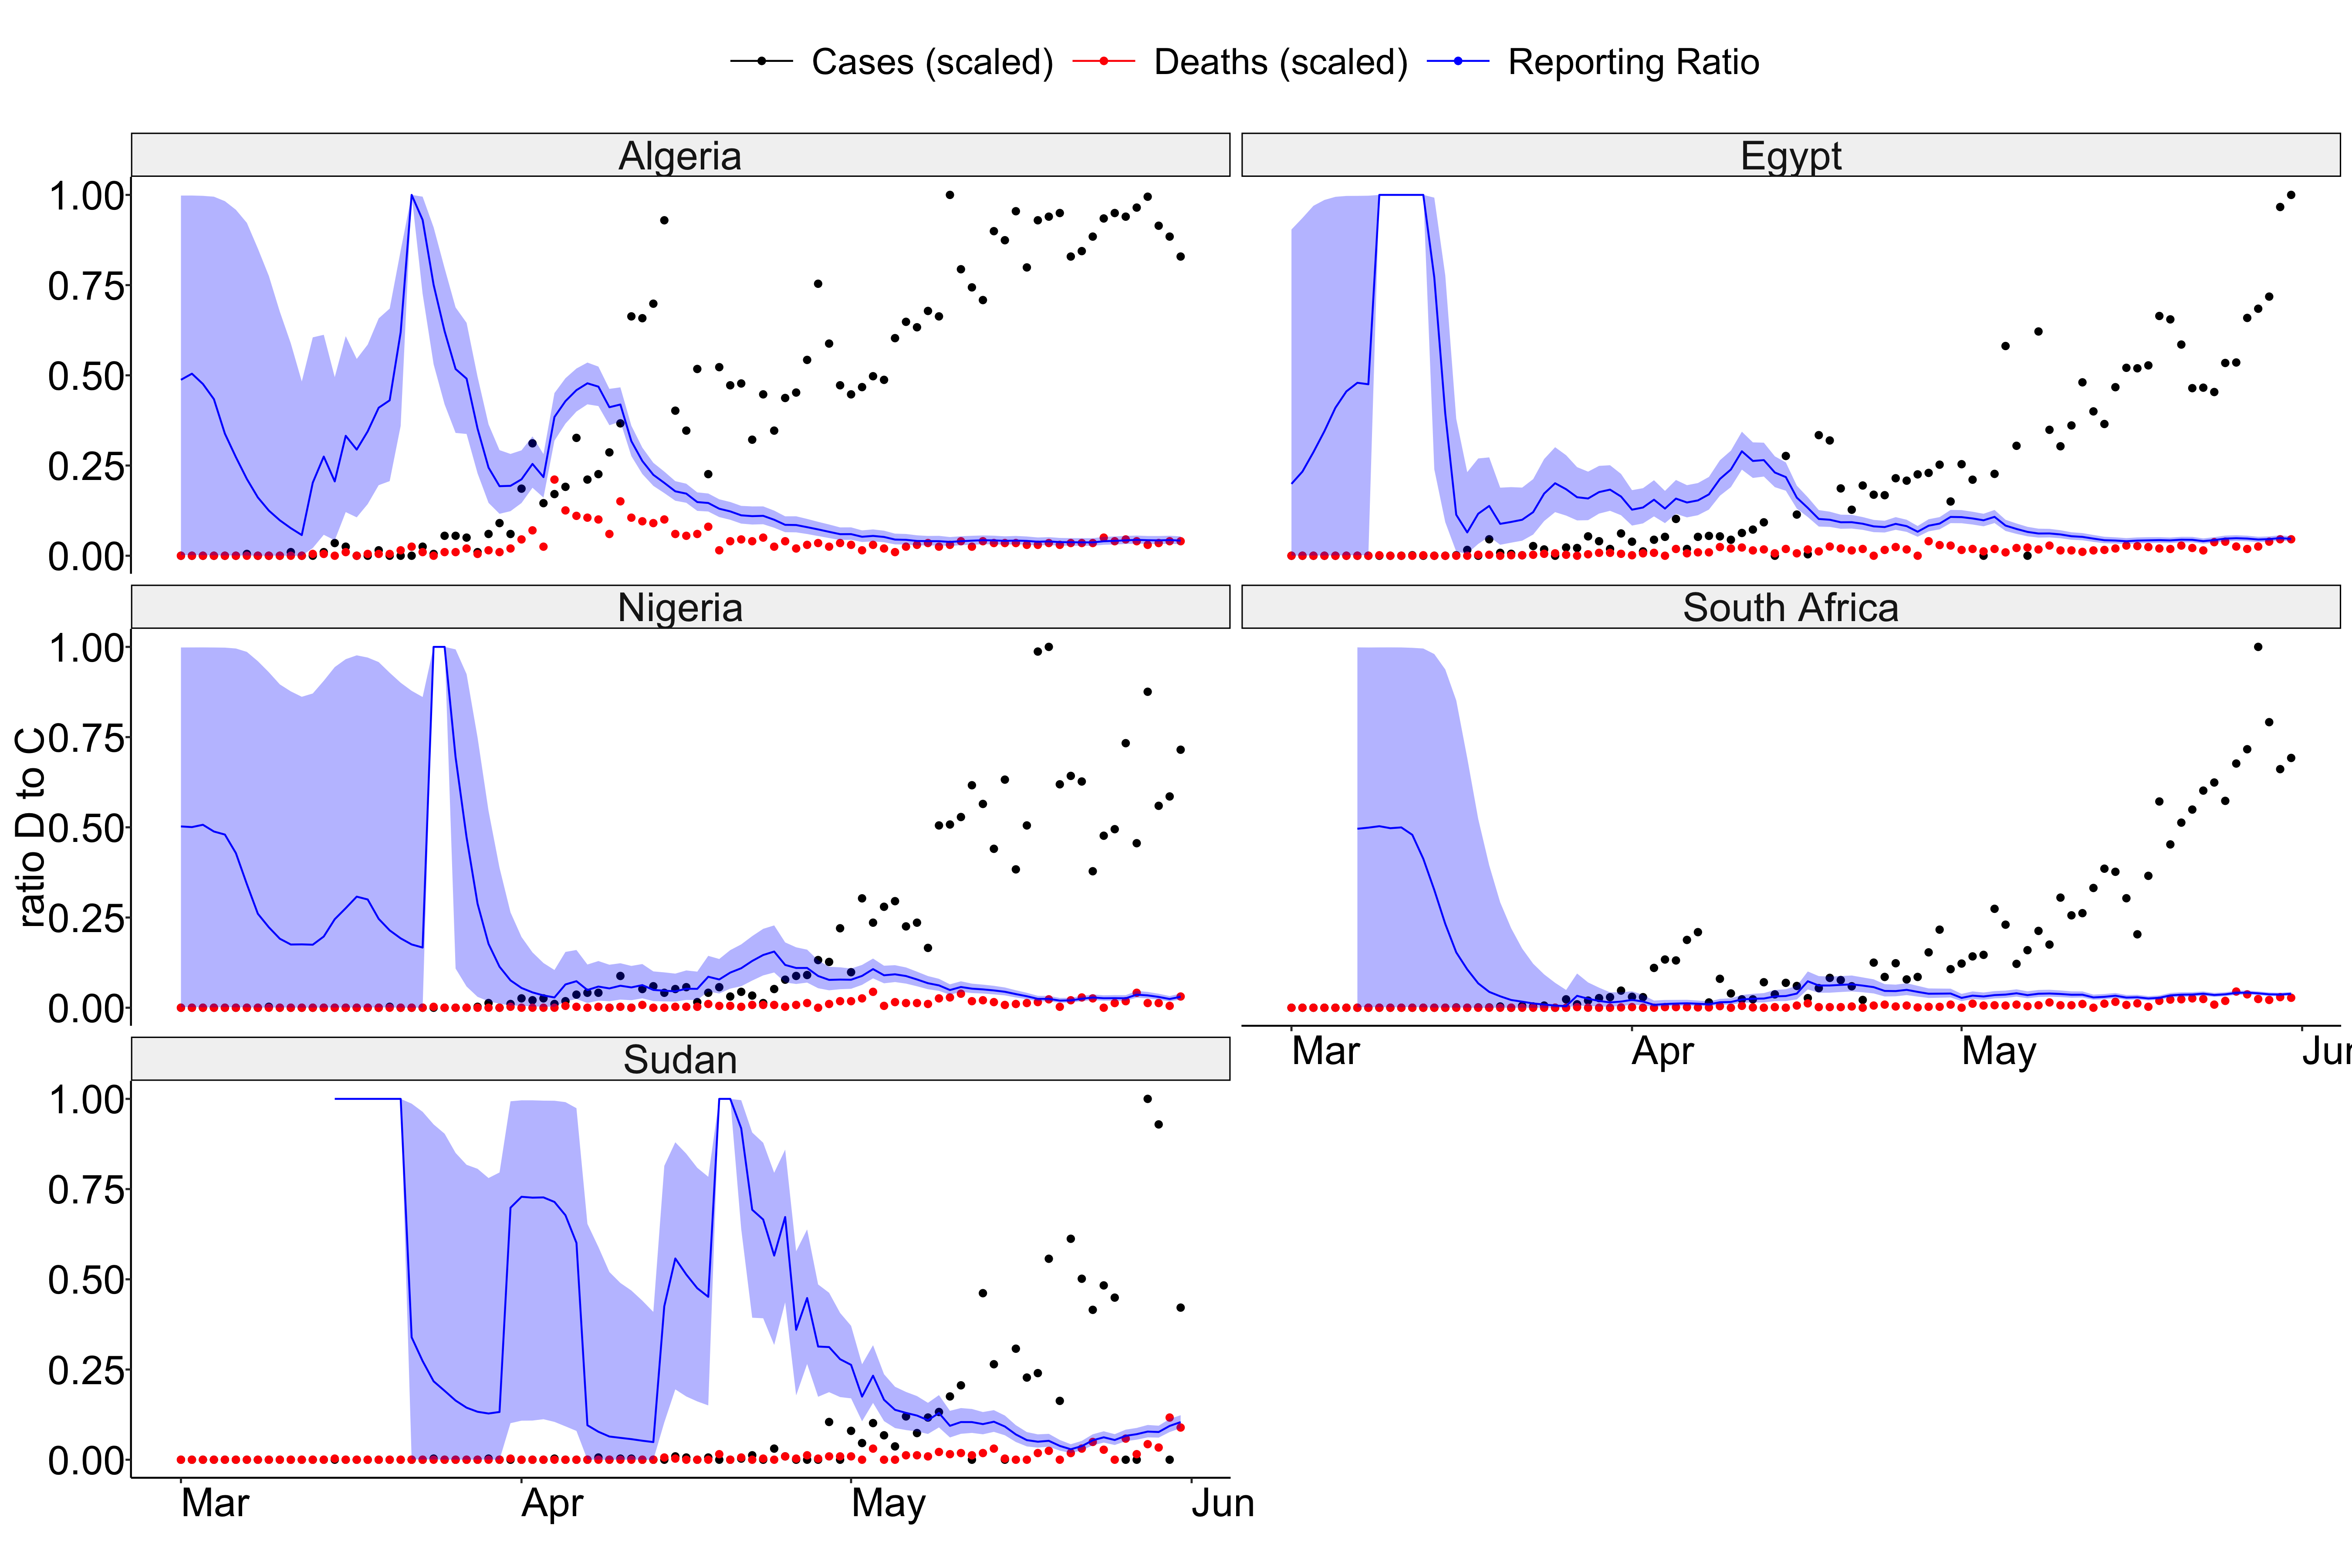 Cases (scaled) Deaths (scaled) Reporting Ratio
Algeria Egypt
1.00
0.75
0.50
0.25
0.00
Nigeria South Africa
1.00
0.75
0.50
0.25
0.00
ratio D to C
Mar Apr May Jun
Sudan
1.00
0.75
0.50
0.25
0.00
Mar Apr May Jun